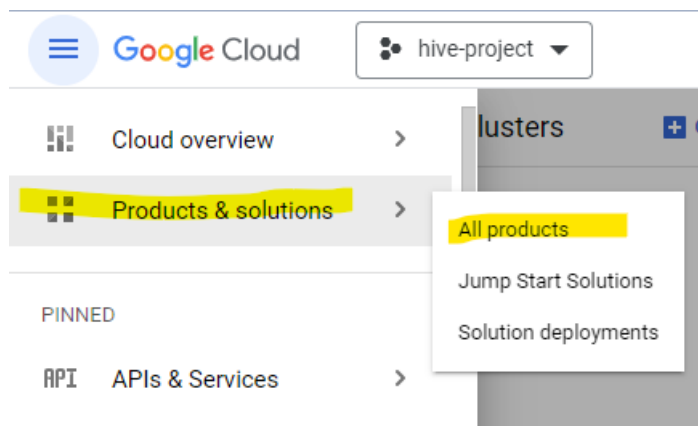 Google Cloud
hive-project
Cloud overview
lusters
Products & solutions
All products
Jump Start Solutions
Solution deployments
PINNED
API
APIs & Services